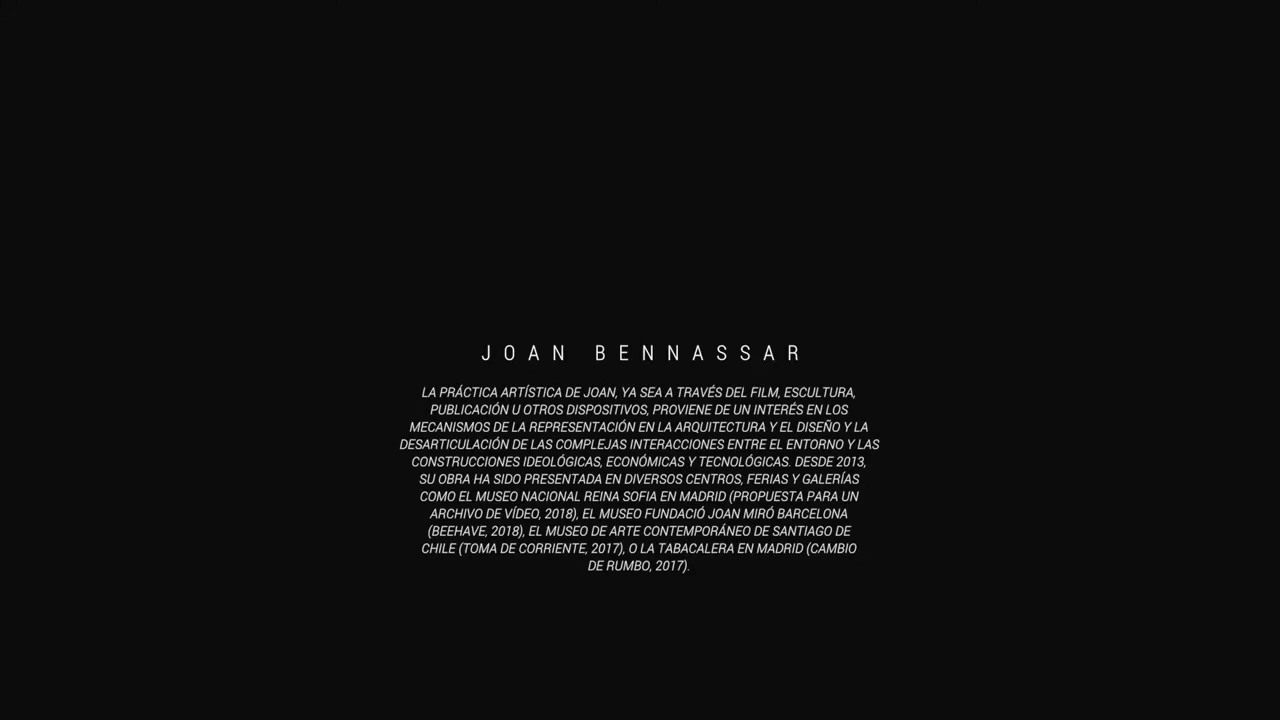 JOAN BENNASSAR
LA PRÁCTICA ARTÍSTICA DE JOAN, YA SEA A TRAVÉS DEL FILM, ESCULTURA,
PUBLICACIÓN U OTROS DISPOSITIVOS, PROVIENE DE UN INTERÉS EN LOS
MECANISMOS DE LA REPRESENTACIÓN EN LA ARQUITECTURA Y EL DISEÑO Y LA
DESARTICULACIÓN DE LAS COMPLEJAS INTERACCIONES ENTRE EL ENTORNO Y LAS
CONSTRUCCIONES IDEOLÓGICAS, ECONÓMICAS Y TECNOLÓGICAS. DESDE 2013,
SU OBRA HA SIDO PRESENTADA EN DIVERSOS CENTROS, FERIAS Y GALERÍAS
COMO EL MUSEO NACIONAL REINA SOFIA EN MADRID (PROPUESTA PARA UN
ARCHIVO DE VÍDEO, 2018), EL MUSEO FUNDACIÓ JOAN MIRÓ BARCELONA
(BEEHAVE, 2018), EL MUSEO DE ARTE CONTEMPORÁNEO DE SANTIAGO DE
CHILE (TOMA DE CORRIENTE, 2017), O LA TABACALERA EN MADRID (CAMBIO
DE RUMBO, 2017).